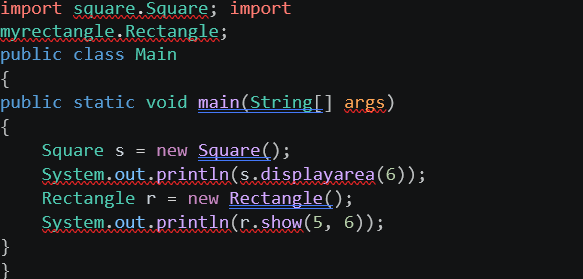 import square.Square; import
myrectangle.Rectangle;
public class Main
{
public static void main(String[] args)
{
    Square s = new Square();
    System.out.println(s.displayarea(6));
    Rectangle r = new Rectangle();
    System.out.println(r.show(5, 6));
}
}